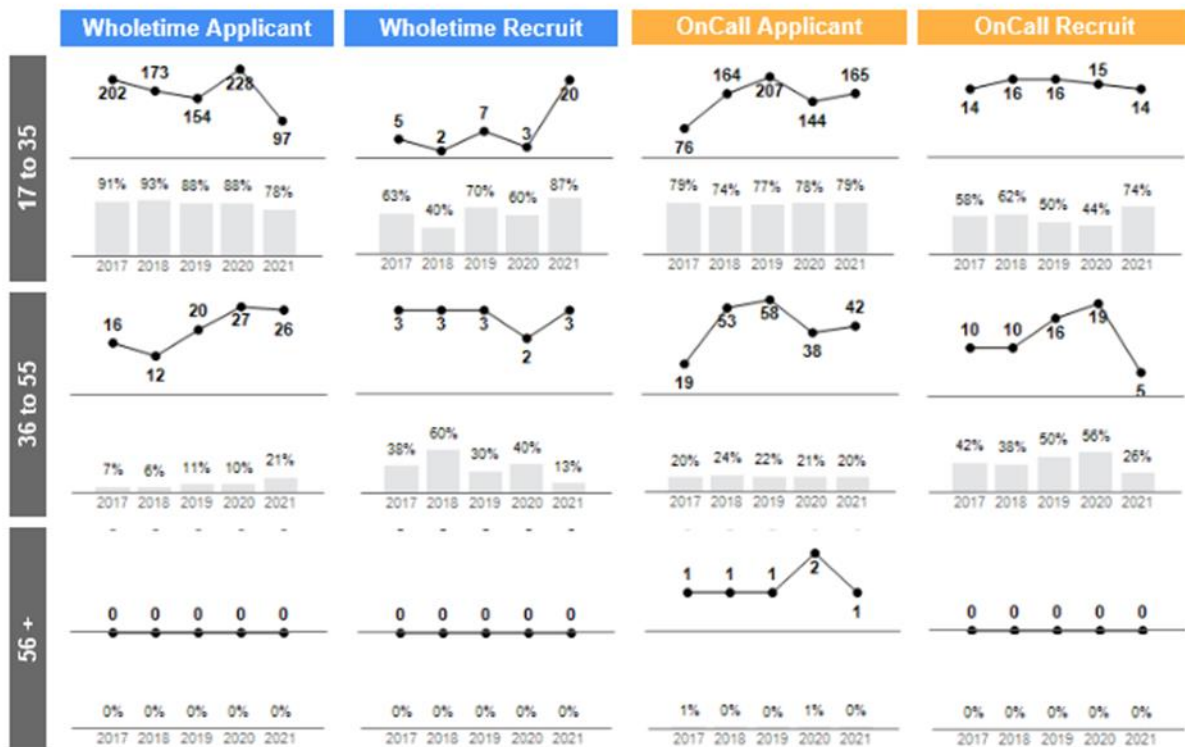 Wholetime Applicant Wholetime Recruit OnCall Applicant OnCall Recruit
17 to 35
202 173 154 228 97
5 2 7 3 20
76 164 207 144 165
14 16 16 15 14
91% 93% 88% 88% 78%
63% 40% 70% 60% 87%
79% 74% 77% 78% 79%
58% 62% 50% 44% 74%
2017 2018 2019 2020 2021
2017 2018 2019 2020 2021
2017 2018 2019 2020 2021
2017 2018 2019 2020 2021
36 to 55
16 12 20 27 26
3 3 3 2 3
19 53 58 38 42
10 10 16 19 5
7% 6% 11% 10% 21%
38% 60% 30% 40% 13%
20% 24% 22% 21% 20%
42% 38% 50% 56% 26%
2017 2018 2019 2020 2021
2017 2018 2019 2020 2021
2017 2018 2019 2020 2021
2017 2018 2019 2020 2021
56 +
0 0 0 0 0
0 0 0 0 0
1 1 1 2 1
0 0 0 0 0
0% 0% 0% 0% 0%
0% 0% 0% 0% 0%
1% 0% 0% 1% 0%
0% 0% 0% 0% 0%
2017 2018 2019 2020 2021
2017 2018 2019 2020 2021
2017 2018 2019 2020 2021
2017 2018 2019 2020 2021